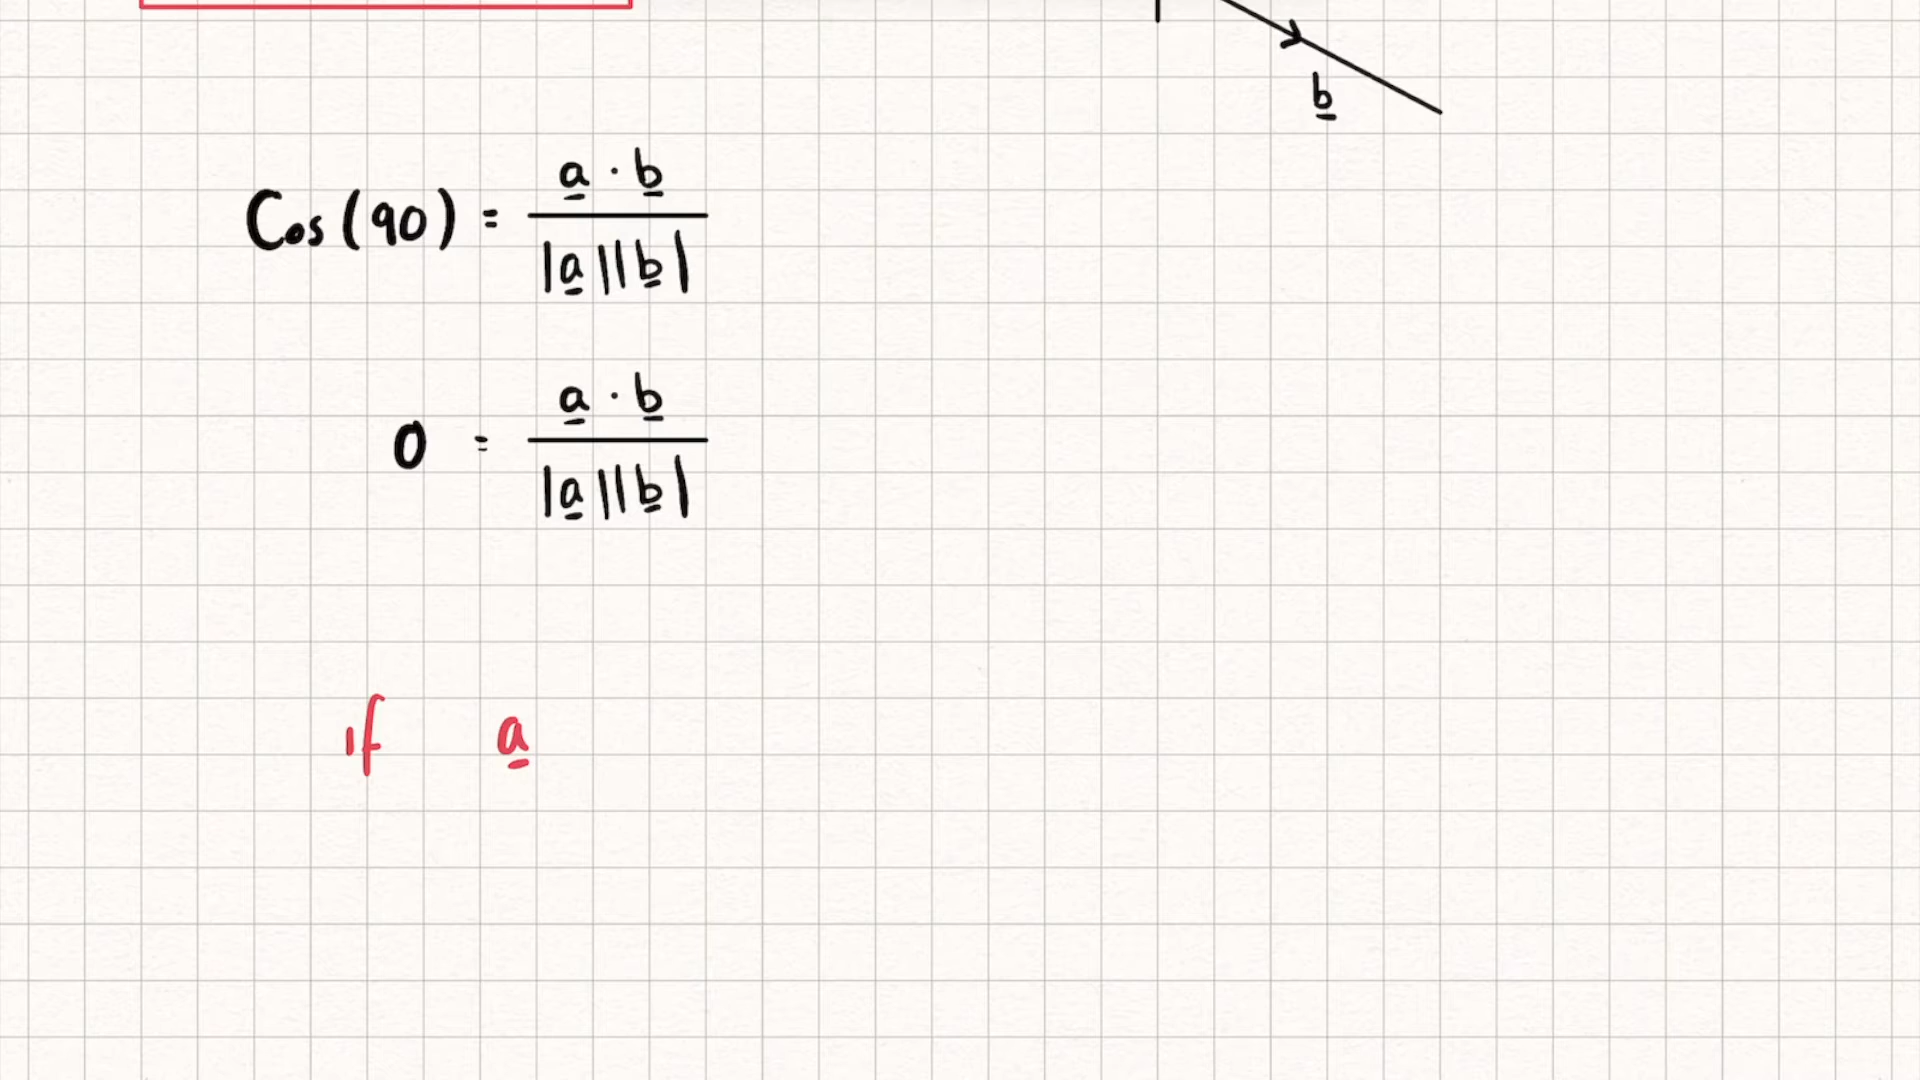 b
Cos (90) = a · b / |a||b|
0 = a · b / |a||b|
if a